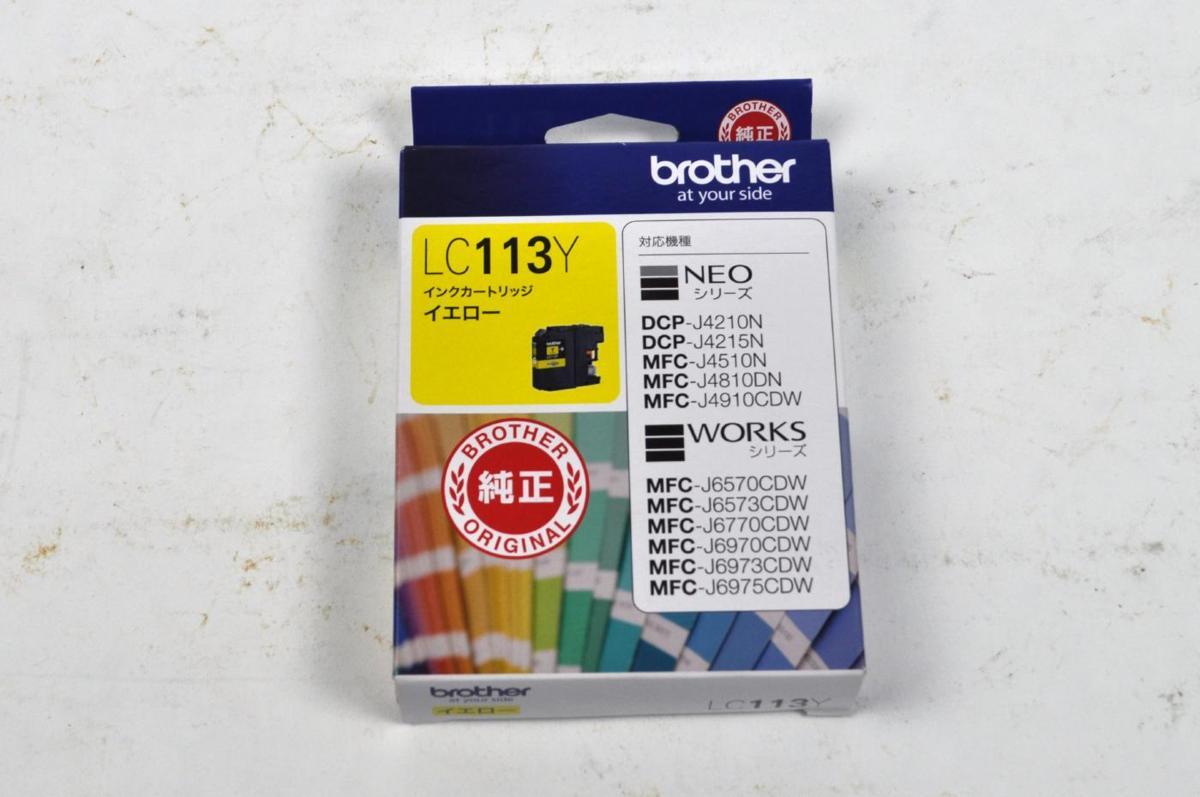 BROTHER
純正
brother
at your side
LC113Y
インクカートリッジ
イエロー
対応機種
NEO
シリーズ
DCP-J4210N
DCP-J4215N
MFC-J4510N
MFC-J4810DN
MFC-J4910CDW
WORKS
シリーズ
MFC-J6570CDW
MFC-J6573CDW
MFC-J6770CDW
MFC-J6970CDW
MFC-J6973CDW
MFC-J6975CDW
BROTHER
純正
ORIGINAL
brother
at your side
イエロー
LC113Y